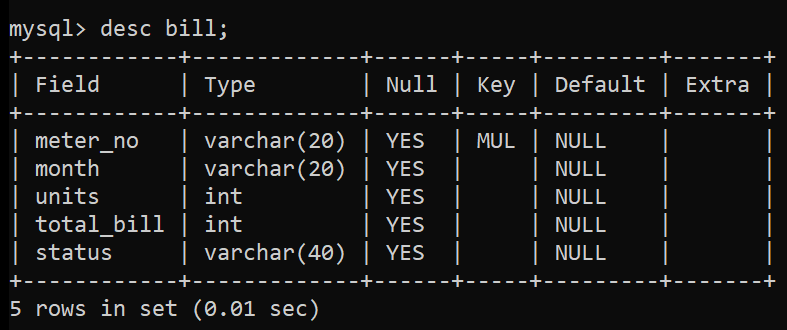 mysql> desc bill;
+------------+-------------+------+-----+---------+-------+
| Field      | Type        | Null | Key | Default | Extra |
+------------+-------------+------+-----+---------+-------+
| meter_no   | varchar(20) | YES  | MUL | NULL    |       |
| month      | varchar(20) | YES  |     | NULL    |       |
| units      | int         | YES  |     | NULL    |       |
| total_bill | int         | YES  |     | NULL    |       |
| status     | varchar(40) | YES  |     | NULL    |       |
+------------+-------------+------+-----+---------+-------+
5 rows in set (0.01 sec)